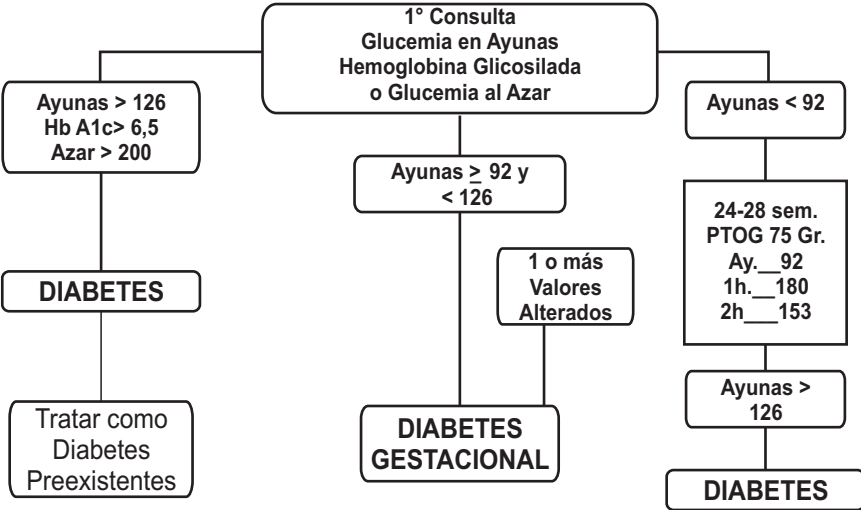 1° Consulta
Glucemia en Ayunas
Hemoglobina Glicosilada
o Glucemia al Azar
Ayunas > 126
Hb A1c> 6,5
Azar > 200
DIABETES
Tratar como
Diabetes
Preexistentes
Ayunas ≥ 92 y
< 126
1 o más
Valores
Alterados
DIABETES
GESTACIONAL
Ayunas < 92
24-28 sem.
PTOG 75 Gr.
Ay.__92
1h.__180
2h___153
Ayunas >
126
DIABETES